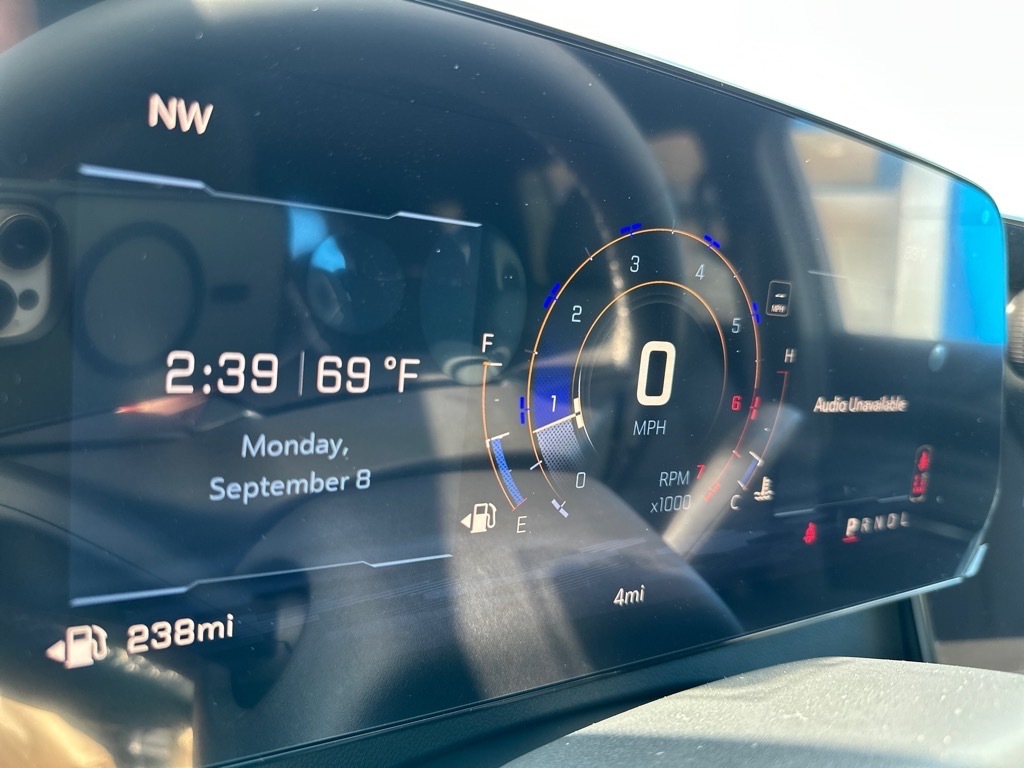 NW
2:39 | 69 °F
Monday,
September 8
238mi
F
E
0
1
2
3
4
5
6
7
0
MPH
RPM
x1000
4mi
MPH
H
C
Audio Unavailable
PRNDL